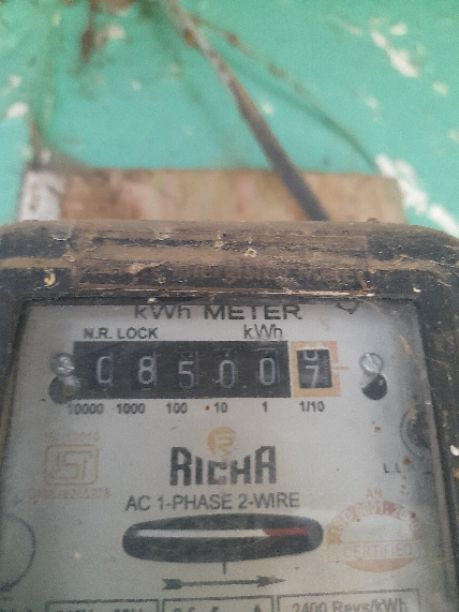 kWh METER
N.R. LOCK kWh
0 8 5 0 0 7
10000 1000 100 10 1 1/10
RICHA
AC 1-PHASE 2-WIRE
CERTIFIED
2400 Revs/kWh